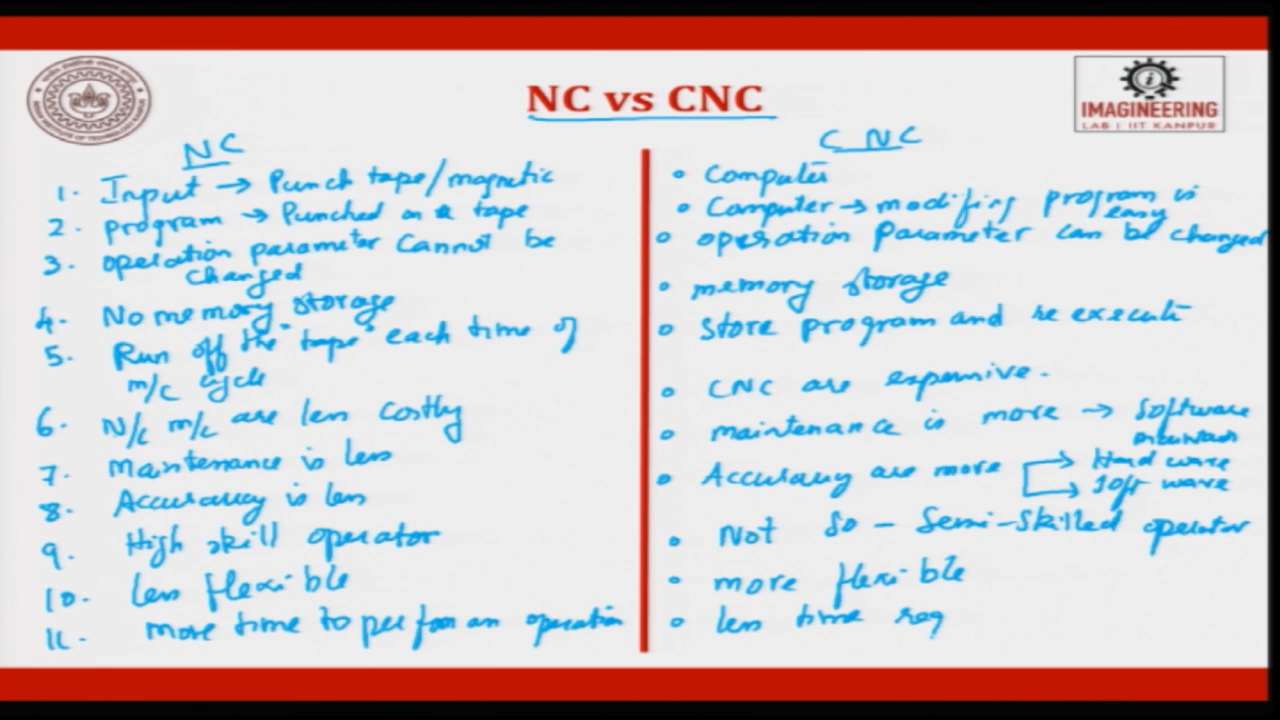 NC vs CNC
IMAGINEERING
LAB | IIT KANPUR
NC
1. Input → Punch tape/magnetic
2. program → Punched on a tape
3. operation parameter cannot be
changed
4. No memory storage
5. Run off the "tape" each time of
m/c cycle
6. N/c m/c are less costly
7. Maintenance is less
8. Accuracy is less
9. High skill operator
10. Less flexible
11. more time to perform an operation
CNC
• Computer
• Computer → modifing program is
easy
• operation parameter can be changed
• memory storage
• Store program and re execute
• CNC are expensive.
• maintenance is more → Software
• Accuracy are more → Hard ware
→ Soft ware
• Not so - Semi-skilled operator
• more flexible
• less time req